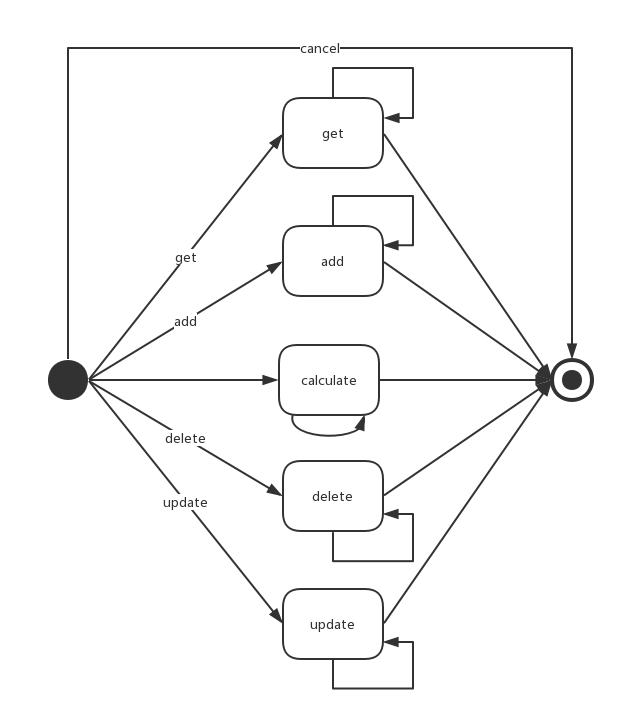 cancel
get
get
add
add
calculate
delete
delete
update
update